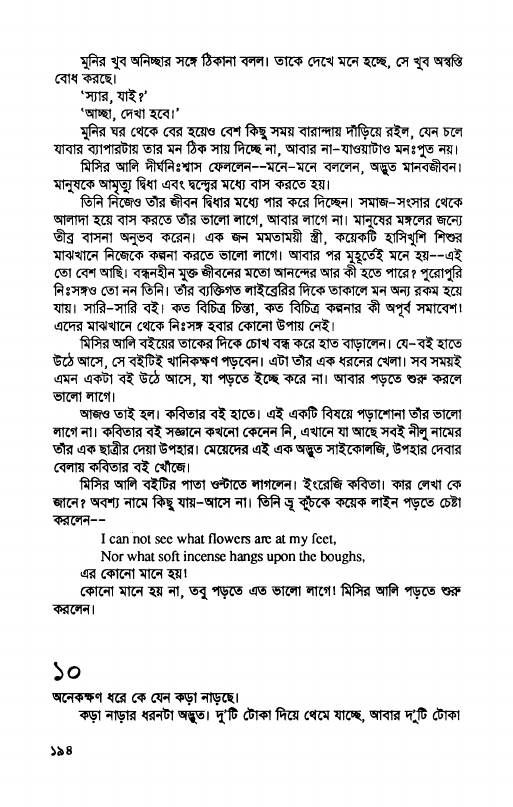 মুনির খুব অনিচ্ছার সঙ্গে ঠিকানা বলল। তাকে দেখে মনে হচ্ছে, সে খুব অস্বস্তি
বোধ করছে।
‘স্যার, যাই?’
‘আচ্ছা, দেখা হবে।’
মুনির ঘর থেকে বের হয়েও বেশ কিছু সময় বারান্দায় দাঁড়িয়ে রইল, যেন চলে
যাবার ব্যাপারটায় তার মন ঠিক সায় দিচ্ছে না, আবার না-যাওয়াটাও মনঃপুত নয়।
মিসির আলি দীর্ঘনিঃশ্বাস ফেললেন--মনে-মনে বললেন, অদ্ভুত মানবজীবন।
মানুষকে আমৃত্যু দ্বিধা এবং দ্বন্দ্বের মধ্যে বাস করতে হয়।
তিনি নিজেও তাঁর জীবন দ্বিধার মধ্যে পার করে দিচ্ছেন। সমাজ-সংসার থেকে
আলাদা হয়ে বাস করতে তাঁর ভালো লাগে, আবার লাগে না। মানুষের মঙ্গলের জন্যে
তীব্র বাসনা অনুভব করেন। এক জন মমতাময়ী স্ত্রী, কয়েকটি হাসিখুশি শিশুর
মাঝখানে নিজেকে কল্পনা করতে ভালো লাগে। আবার পর মুহূর্তেই মনে হয়--এই
তো বেশ আছি। বন্ধনহীন মুক্ত জীবনের মতো আনন্দের আর কী হতে পারে? পুরোপুরি
নিঃসঙ্গও তো নন তিনি। তাঁর ব্যক্তিগত লাইব্রেরির দিকে তাকালে মন অন্য রকম হয়ে
যায়। সারি-সারি বই। কত বিচিত্র চিন্তা, কত বিচিত্র কল্পনার কী অপূর্ব সমাবেশ!
এদের মাঝখানে থেকে নিঃসঙ্গ হবার কোনো উপায় নেই।
মিসির আলি বইয়ের তাকের দিকে চোখ বন্ধ করে হাত বাড়ালেন। যে-বই হাতে
উঠে আসে, সে বইটিই খানিকক্ষণ পড়বেন। এটা তাঁর এক ধরনের খেলা। সব সময়ই
এমন একটা বই উঠে আসে, যা পড়তে ইচ্ছে করে না। আবার পড়তে শুরু করলে
ভালো লাগে।
আজও তাই হল। কবিতার বই হাতে। এই একটি বিষয়ে পড়াশোনা তাঁর ভালো
লাগে না। কবিতার বই সজ্ঞানে কখনো কেনেন নি, এখানে যা আছে সবই নীলু নামের
তাঁর এক ছাত্রীর দেয়া উপহার। মেয়েদের এই এক অদ্ভুত সাইকোলজি, উপহার দেবার
বেলায় কবিতার বই খোঁজে।
মিসির আলি বইটির পাতা ওল্টাতে লাগলেন। ইংরেজি কবিতা। কার লেখা কে
জানে? অবশ্য নামে কিছু যায়-আসে না। তিনি ভ্রূ কুঁচকে কয়েক লাইন পড়তে চেষ্টা
করলেন--
I can not see what flowers are at my feet,
Nor what soft incense hangs upon the boughs,
এর কোনো মানে হয়!
কোনো মানে হয় না, তবু পড়তে এত ভালো লাগে! মিসির আলি পড়তে শুরু
করলেন।
১০
অনেকক্ষণ ধরে কে যেন কড়া নাড়ছে।
কড়া নাড়ার ধরনটা অদ্ভুত। দু'টি টোকা দিয়ে থেমে যাচ্ছে, আবার দু'টি টোকা
১৯৪